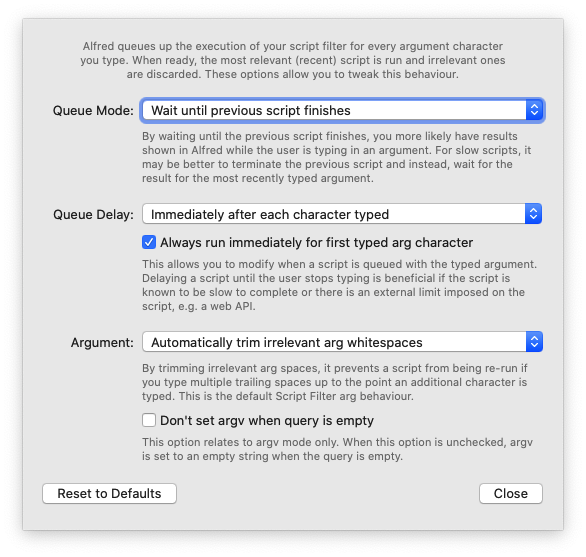 Alfred queues up the execution of your script filter for every argument character
you type. When ready, the most relevant (recent) script is run and irrelevant ones
are discarded. These options allow you to tweak this behaviour.
Queue Mode: Wait until previous script finishes
By waiting until the previous script finishes, you more likely have results
shown in Alfred while the user is typing in an argument. For slow scripts, it
may be better to terminate the previous script and instead, wait for the
result for the most recently typed argument.
Queue Delay: Immediately after each character typed
Always run immediately for first typed arg character
This allows you to modify when a script is queued with the typed argument.
Delaying a script until the user stops typing is beneficial if the script is
known to be slow to complete or there is an external limit imposed on the
script, e.g. a web API.
Argument: Automatically trim irrelevant arg whitespaces
By trimming irrelevant arg spaces, it prevents a script from being re-run if
you type multiple trailing spaces up to the point an additional character is
typed. This is the default Script Filter arg behaviour.
Don't set argv when query is empty
This option relates to argv mode only. When this option is unchecked, argv
is set to an empty string when the query is empty.
Reset to Defaults Close